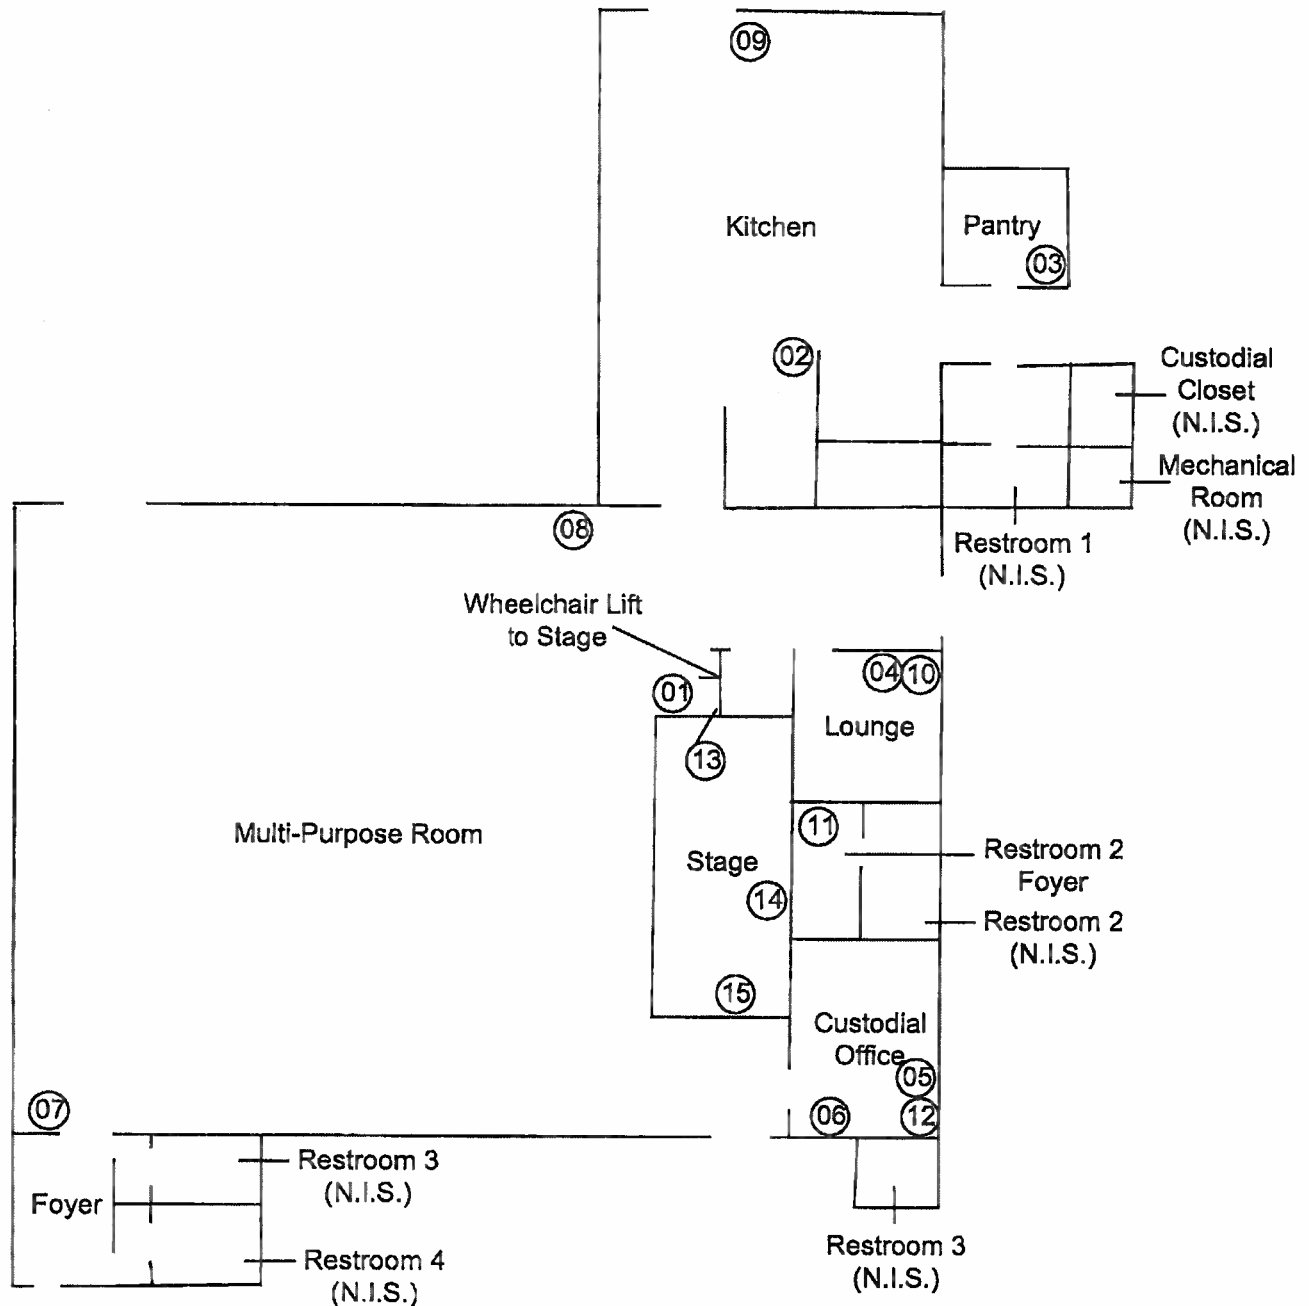 09
Kitchen
Pantry
03
02
Custodial
Closet
(N.I.S.)
Mechanical
Room
(N.I.S.)
08
Restroom 1
(N.I.S.)
Wheelchair Lift
to Stage
01
04
10
Lounge
13
Multi-Purpose Room
11
Stage
Restroom 2
Foyer
14
Restroom 2
(N.I.S.)
15
Custodial
Office
05
07
06
12
Restroom 3
(N.I.S.)
Foyer
Restroom 4
(N.I.S.)
Restroom 3
(N.I.S.)